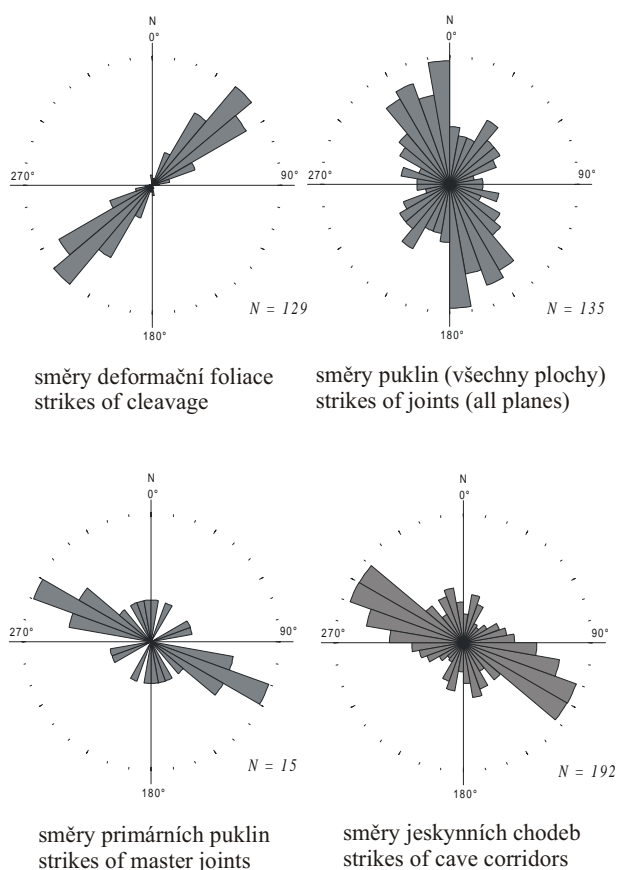 N
0°
270°
90°
N = 129
180°
směry deformační foliace
strikes of cleavage
N
0°
270°
90°
N = 135
180°
směry puklin (všechny plochy)
strikes of joints (all planes)
N
0°
270°
90°
N = 15
180°
směry primárních puklin
strikes of master joints
N
0°
270°
90°
N = 192
180°
směry jeskynních chodeb
strikes of cave corridors